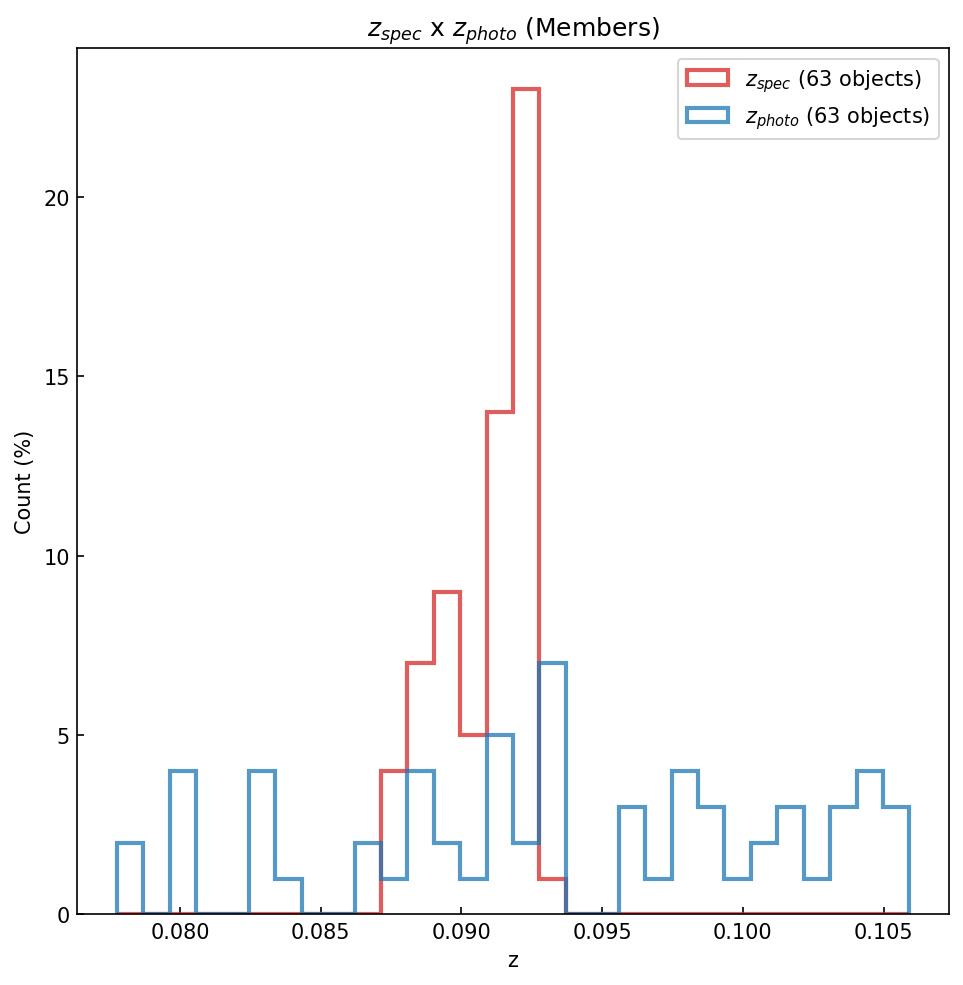 z_spec x z_photo (Members)
z_spec (63 objects)
z_photo (63 objects)
Count (%)
20
15
10
5
0
0.080 0.085 0.090 0.095 0.100 0.105
z